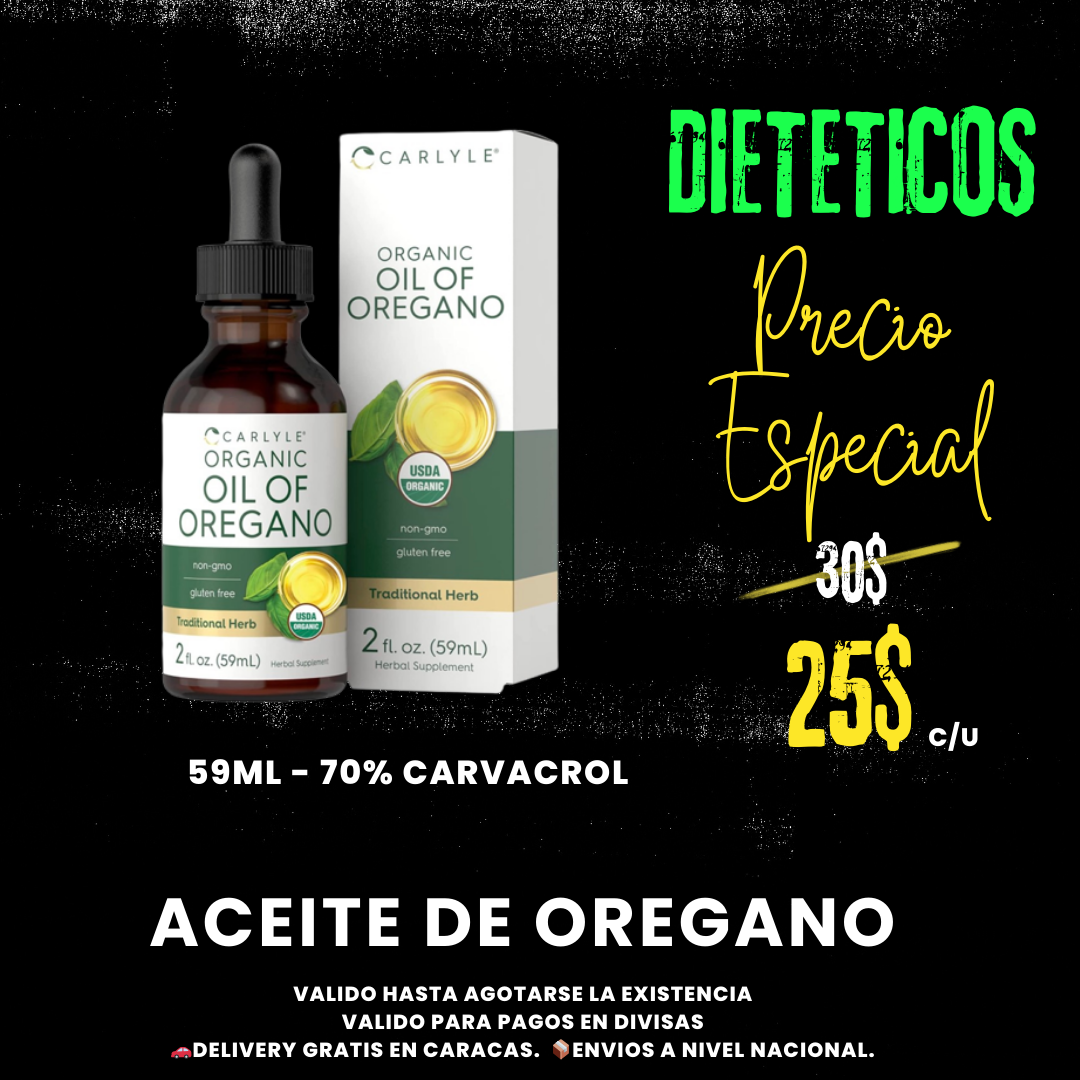 DIETETICOS
Precio
Especial
30$
25$ C/U
CARLYLE®
ORGANIC
OIL OF
OREGANO
USDA
ORGANIC
non-gmo
gluten free
Traditional Herb
2 fl. oz. (59mL)
Herbal Supplement
CARLYLE®
ORGANIC
OIL OF
OREGANO
non-gmo
gluten free
Traditional Herb
USDA
ORGANIC
2 fl. oz. (59mL) Herbal Supplement
59ML - 70% CARVACROL
ACEITE DE OREGANO
VALIDO HASTA AGOTARSE LA EXISTENCIA
VALIDO PARA PAGOS EN DIVISAS
🚗DELIVERY GRATIS EN CARACAS. 📦ENVIOS A NIVEL NACIONAL.